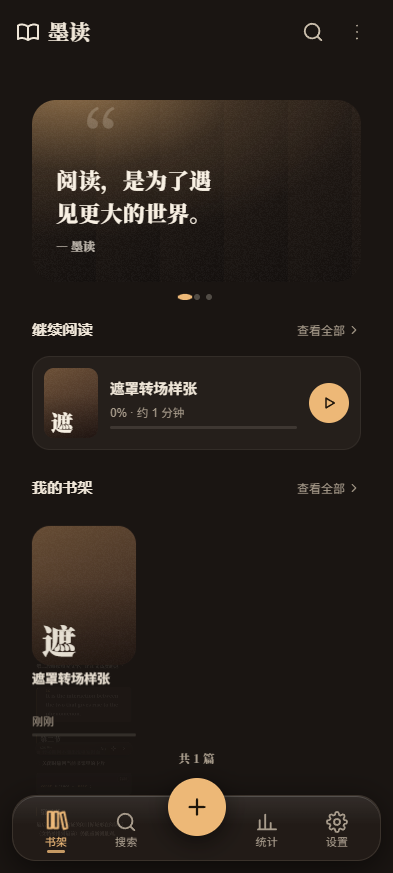 墨读
“
阅读，是为了遇
见更大的世界。
— 墨读
继续阅读
查看全部
遮
遮罩转场样张
0% · 约 1 分钟
我的书架
查看全部
遮
遮罩转场样张
刚刚
共 1 篇
书架
搜索
统计
设置